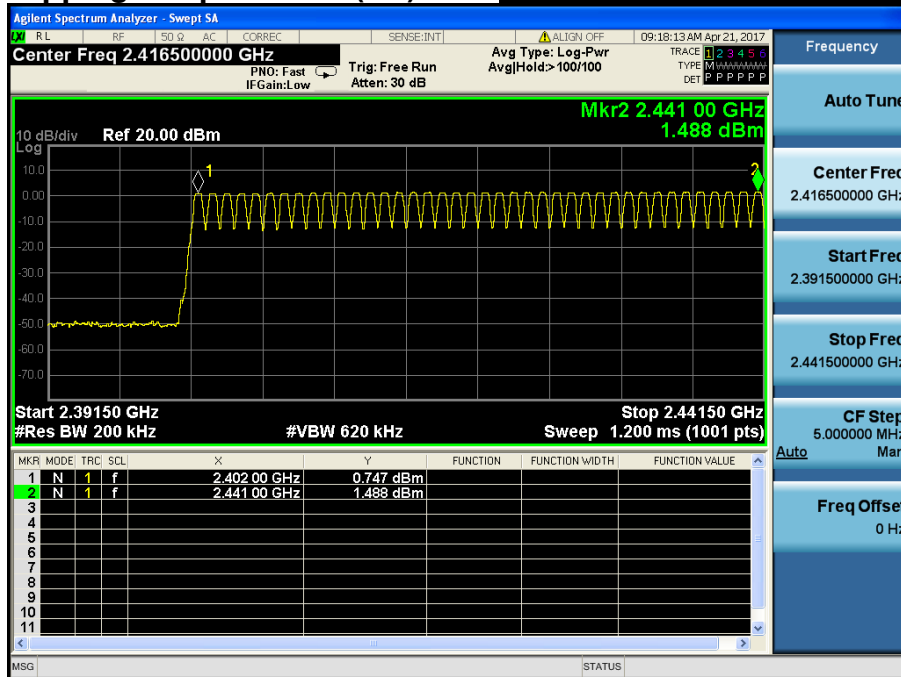 Agilent Spectrum Analyzer - Swept SA
LXI RL RF 50 Ω AC CORREC SENSE:INT ALIGN OFF 09:18:13 AM Apr 21, 2017
Center Freq 2.416500000 GHz
PNO: Fast
IFGain:Low
Trig: Free Run
Atten: 30 dB
Avg Type: Log-Pwr
Avg|Hold:>100/100
TRACE 1 2 3 4 5 6
TYPE M WWWWW
DET P P P P P P
Mkr2 2.441 00 GHz
1.488 dBm
10 dB/div Ref 20.00 dBm
Log
10.0
0.00
-10.0
-20.0
-30.0
-40.0
-50.0
-60.0
-70.0
1
2
Start 2.39150 GHz Stop 2.44150 GHz
#Res BW 200 kHz #VBW 620 kHz Sweep 1.200 ms (1001 pts)
MKR MODE TRC SCL X Y FUNCTION FUNCTION WIDTH FUNCTION VALUE
1 N 1 f 2.402 00 GHz 0.747 dBm
2 N 1 f 2.441 00 GHz 1.488 dBm
3
4
5
6
7
8
9
10
11
MSG STATUS
Frequency
Auto Tune
Center Freq
2.416500000 GHz
Start Freq
2.391500000 GHz
Stop Freq
2.441500000 GHz
CF Step
5.000000 MHz
Auto Man
Freq Offset
0 Hz